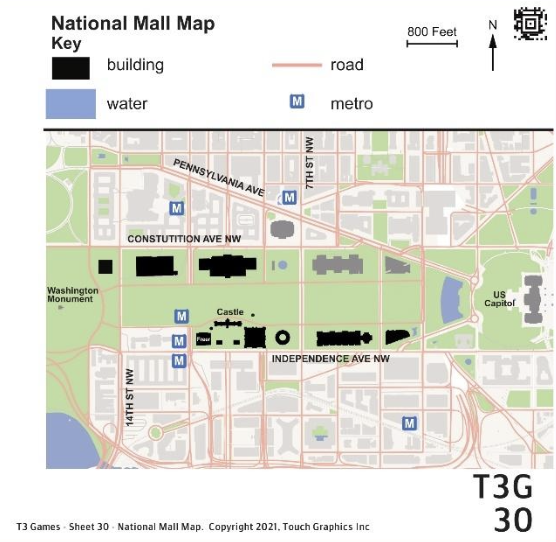 National Mall Map
Key
building
road
water
M
metro
800 Feet
N
7TH ST NW
PENNSYLVANIA AVE
M
M
CONSTUTITION AVE NW
Washington
Monument
US
Capitol
Castle
M
M
M
INDEPENDENCE AVE NW
14TH ST NW
M
T3G
30
T3 Games - Sheet 30 - National Mall Map. Copyright 2021, Touch Graphics Inc